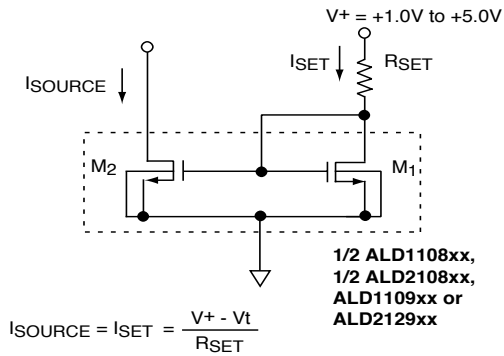 V+ = +1.0V to +5.0V
ISET
RSET
ISOURCE
M2
M1
1/2 ALD1108xx,
1/2 ALD2108xx,
ALD1109xx or
ALD2129xx
ISOURCE = ISET = V+ - Vt
RSET